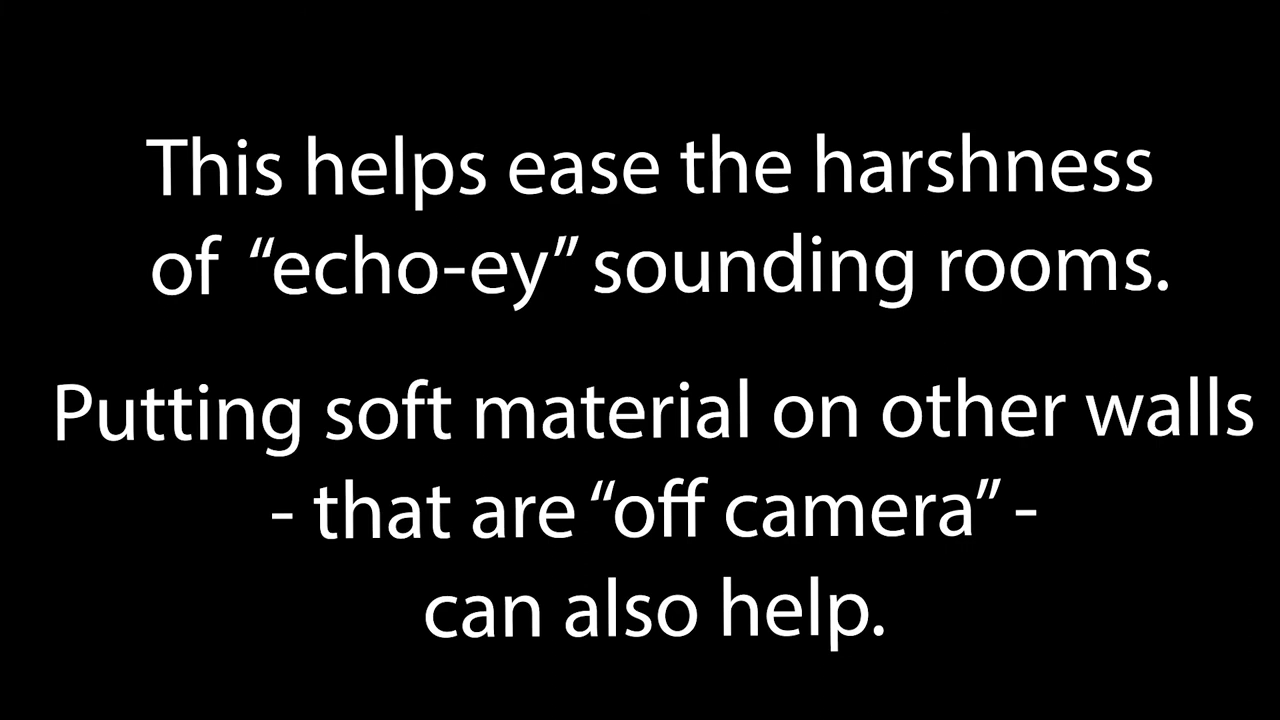 This helps ease the harshness
of “echo-ey” sounding rooms.
Putting soft material on other walls
- that are “off camera” -
can also help.